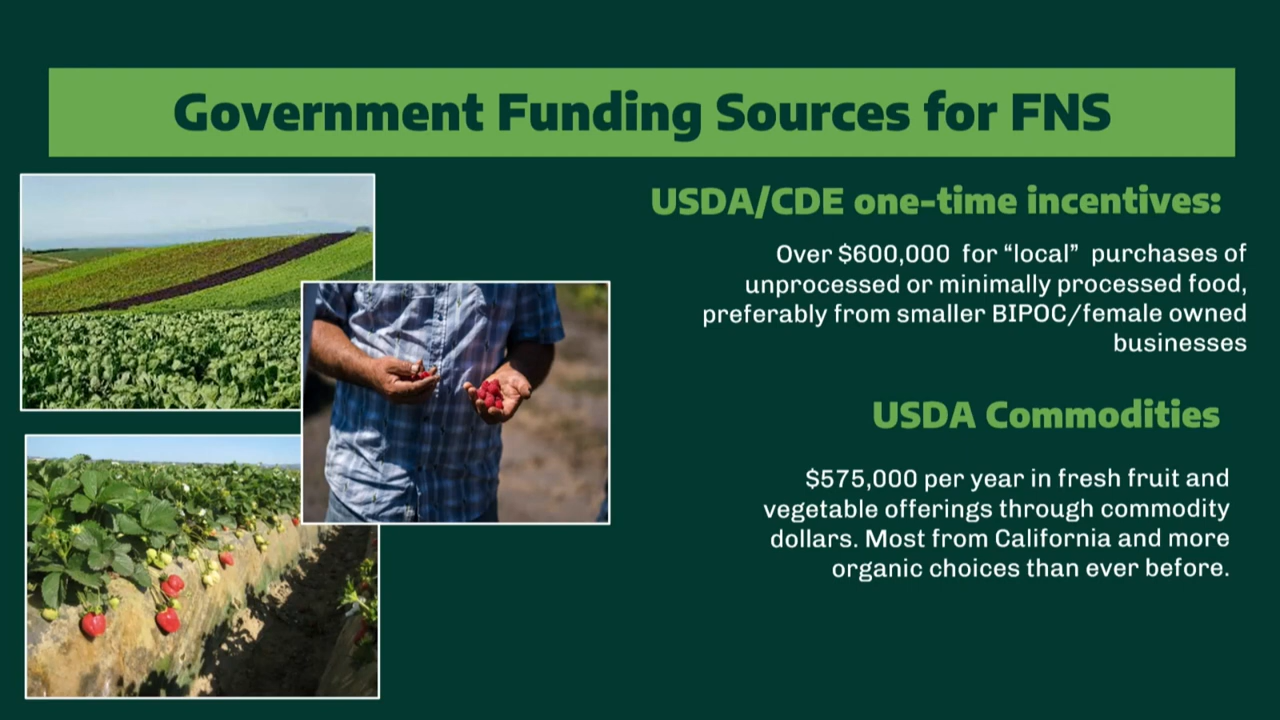 Government Funding Sources for FNS
USDA/CDE one-time incentives:
Over $600,000 for “local” purchases of
unprocessed or minimally processed food,
preferably from smaller BIPOC/female owned
businesses
USDA Commodities
$575,000 per year in fresh fruit and
vegetable offerings through commodity
dollars. Most from California and more
organic choices than ever before.